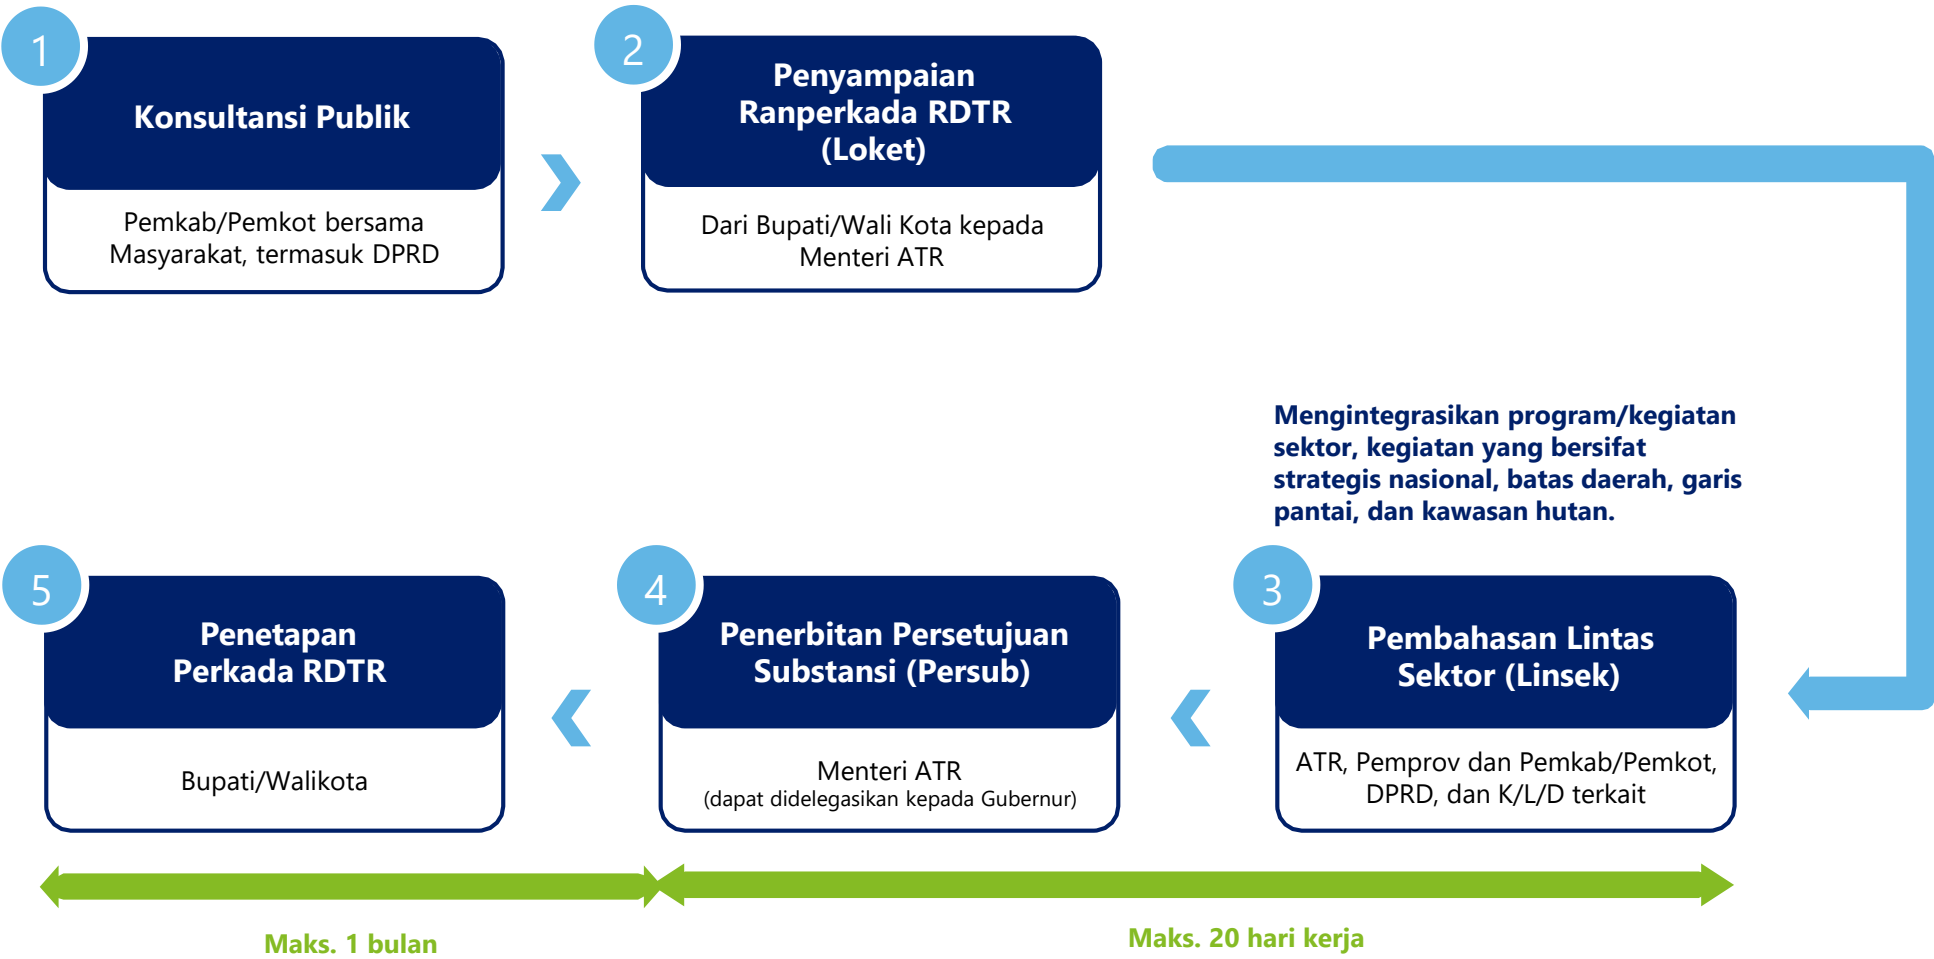 1
Konsultansi Publik
Pemkab/Pemkot bersama
Masyarakat, termasuk DPRD
2
Penyampaian
Ranperkada RDTR
(Loket)
Dari Bupati/Wali Kota kepada
Menteri ATR
Mengintegrasikan program/kegiatan
sektor, kegiatan yang bersifat
strategis nasional, batas daerah, garis
pantai, dan kawasan hutan.
3
Pembahasan Lintas
Sektor (Linsek)
ATR, Pemprov dan Pemkab/Pemkot,
DPRD, dan K/L/D terkait
4
Penerbitan Persetujuan
Substansi (Persub)
Menteri ATR
(dapat didelegasikan kepada Gubernur)
5
Penetapan
Perkada RDTR
Bupati/Walikota
Maks. 1 bulan
Maks. 20 hari kerja